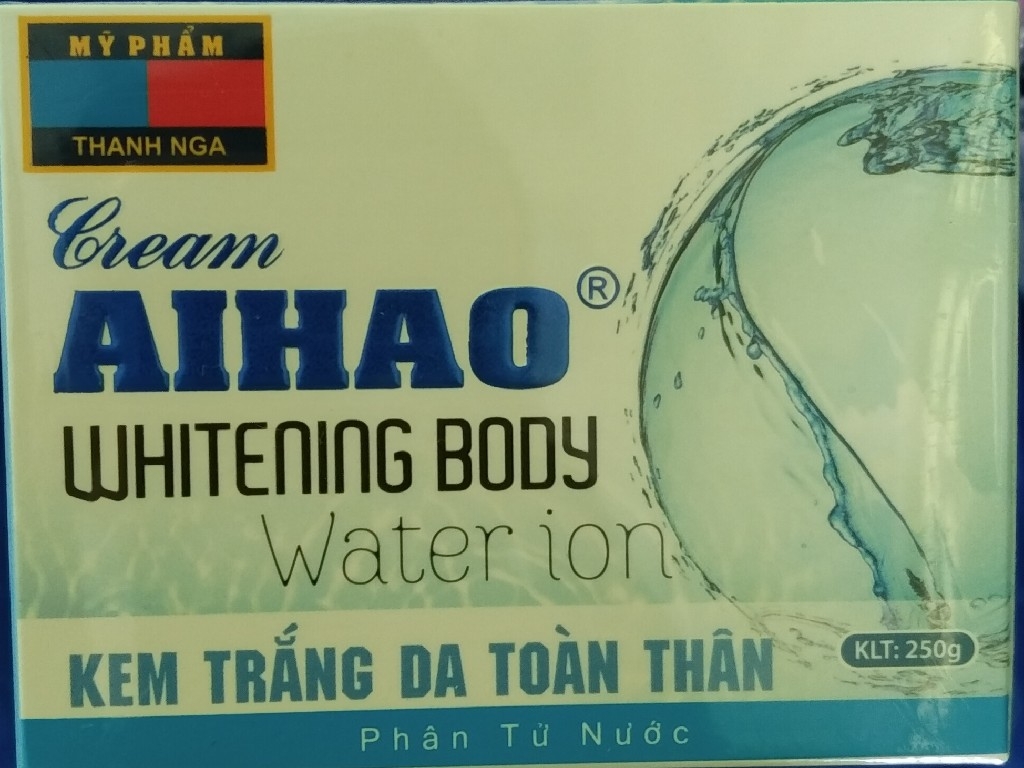 MỸ PHẨM
THANH NGA
Cream
AIHAO®
WHITENING BODY
Water ion
KEM TRẮNG DA TOÀN THÂN
KLT: 250g
Phân Tử Nước